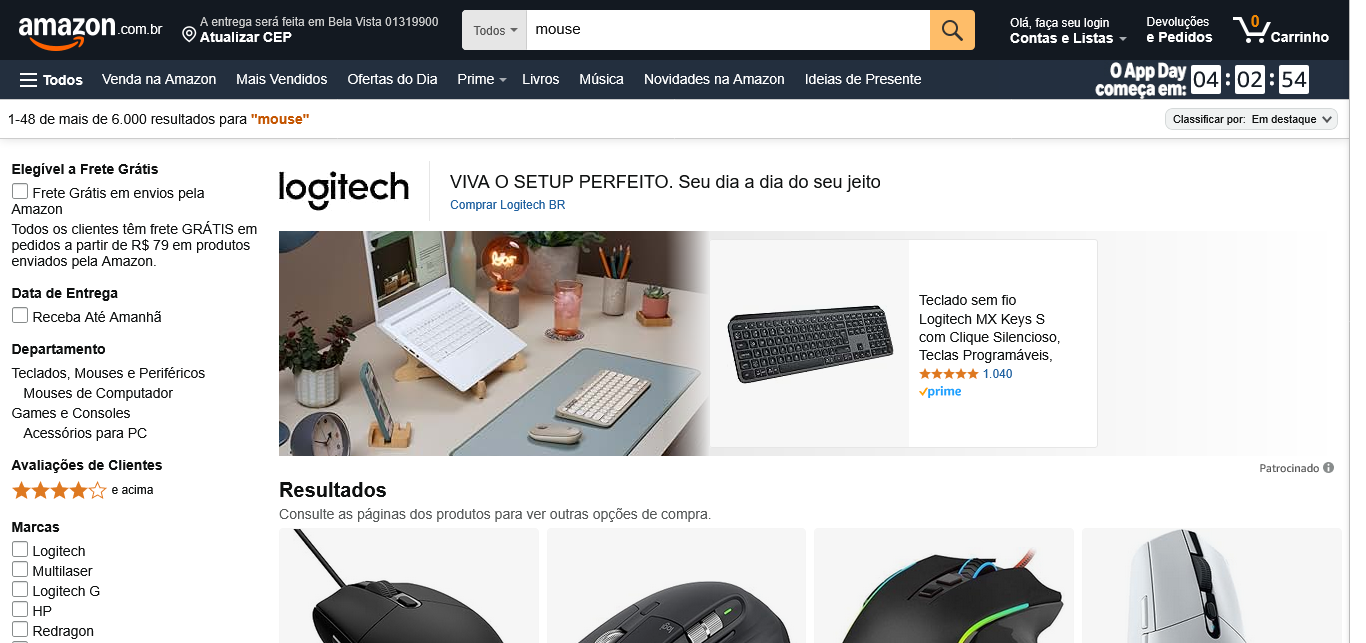 amazon.com.br
A entrega será feita em Bela Vista 01319900
Atualizar CEP
Todos
mouse
Olá, faça seu login
Contas e Listas
Devoluções
e Pedidos
0
Carrinho
Todos
Venda na Amazon
Mais Vendidos
Ofertas do Dia
Prime
Livros
Música
Novidades na Amazon
Ideias de Presente
O App Day
começa em:
04 : 02 : 54
1-48 de mais de 6.000 resultados para "mouse"
Classificar por: Em destaque
Elegível a Frete Grátis
Frete Grátis em envios pela
Amazon
Todos os clientes têm frete GRÁTIS em
pedidos a partir de R$ 79 em produtos
enviados pela Amazon.
Data de Entrega
Receba Até Amanhã
Departamento
Teclados, Mouses e Periféricos
Mouses de Computador
Games e Consoles
Acessórios para PC
Avaliações de Clientes
e acima
Marcas
Logitech
Multilaser
Logitech G
HP
Redragon
logitech
VIVA O SETUP PERFEITO. Seu dia a dia do seu jeito
Comprar Logitech BR
Teclado sem fio
Logitech MX Keys S
com Clique Silencioso,
Teclas Programáveis,
1.040
prime
Patrocinado
Resultados
Consulte as páginas dos produtos para ver outras opções de compra.
logi